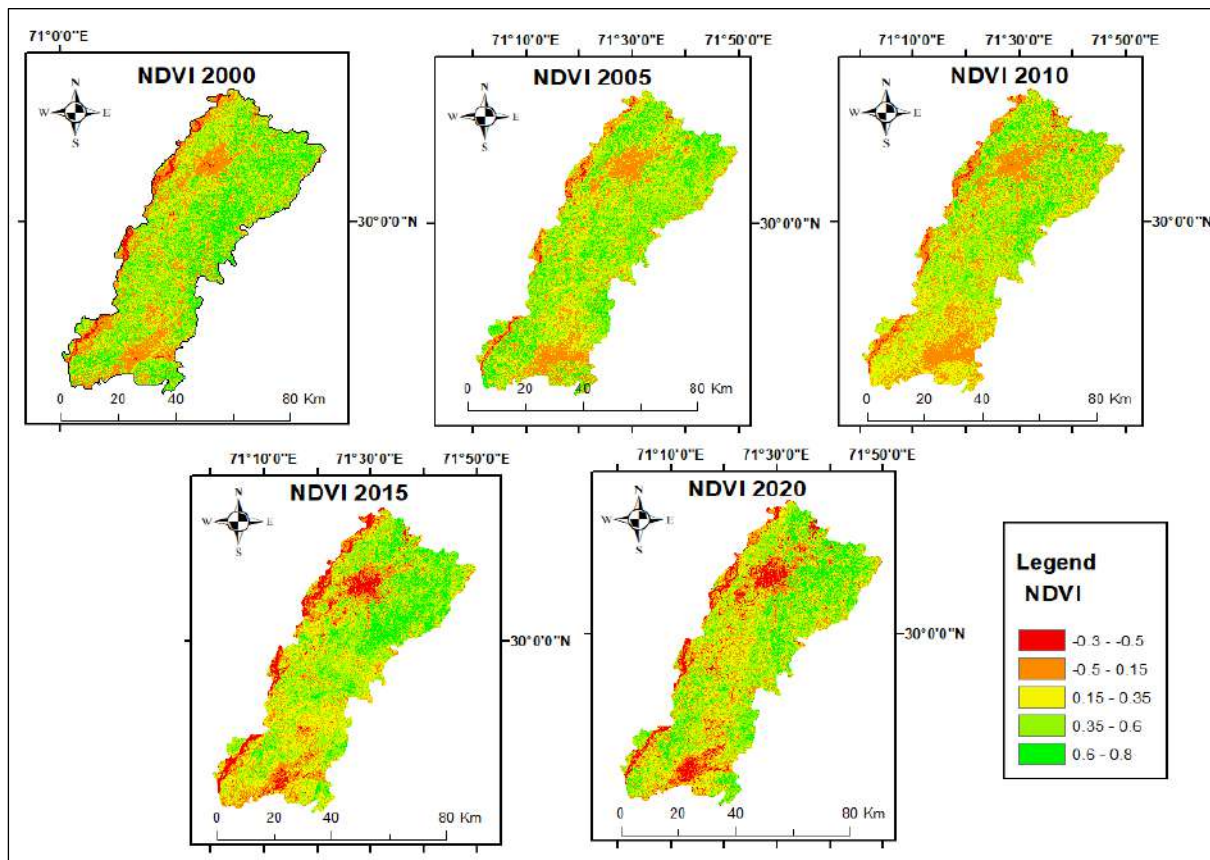 71°0'0"E
NDVI 2000
N
W E
S
0 20 40 80 Km
71°10'0"E 71°30'0"E 71°50'0"E
NDVI 2005
N
W E
S
30°0'0"N
0 20 40 80 Km
71°10'0"E 71°30'0"E 71°50'0"E
NDVI 2010
N
W E
S
30°0'0"N
0 20 40 80 Km
71°10'0"E 71°30'0"E 71°50'0"E
NDVI 2015
N
W E
S
0 20 40 80 Km
30°0'0"N
71°10'0"E 71°30'0"E 71°50'0"E
NDVI 2020
N
W E
S
30°0'0"N
0 20 40 80 Km
Legend
NDVI
-0.3 - -0.5
-0.5 - 0.15
0.15 - 0.35
0.35 - 0.6
0.6 - 0.8